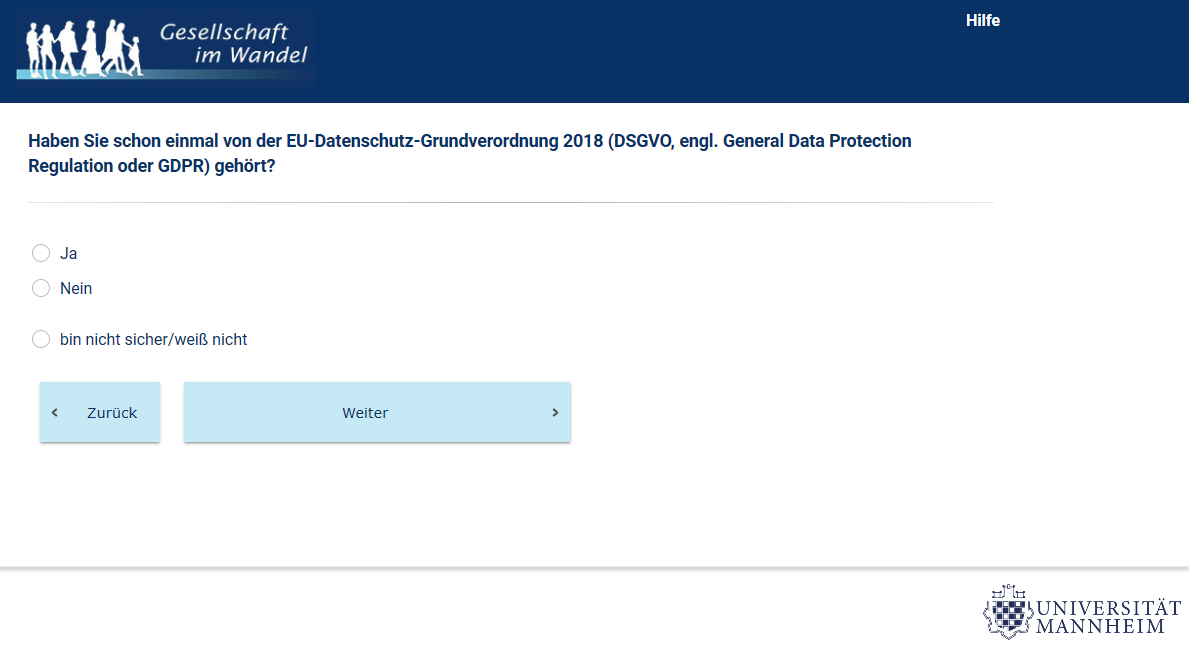 Gesellschaft
im Wandel
Hilfe
Haben Sie schon einmal von der EU-Datenschutz-Grundverordnung 2018 (DSGVO, engl. General Data Protection
Regulation oder GDPR) gehört?
Ja
Nein
bin nicht sicher/weiß nicht
Zurück
Weiter
UNIVERSITÄT
MANNHEIM